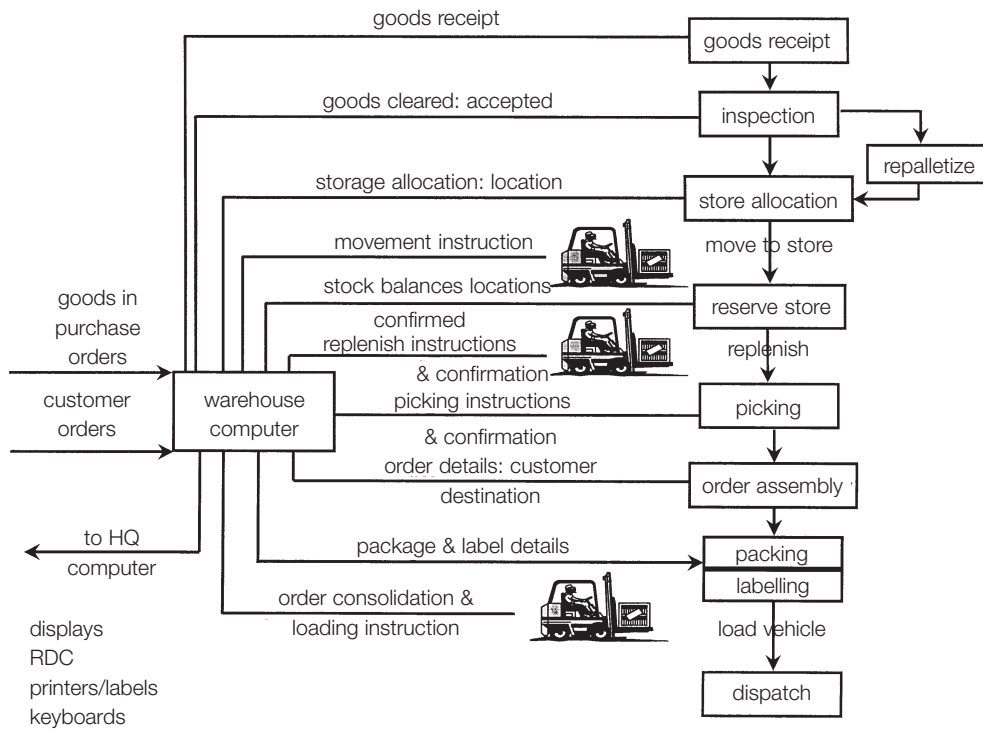 goods receipt
goods receipt
goods cleared: accepted
inspection
repalletize
storage allocation: location
store allocation
movement instruction
move to store
stock balances locations
reserve store
goods in
purchase
orders
confirmed
replenish instructions
replenish
& confirmation
customer
orders
warehouse
computer
picking instructions
picking
& confirmation
order details: customer
destination
order assembly
to HQ
computer
package & label details
packing
labelling
order consolidation &
loading instruction
load vehicle
displays
RDC
printers/labels
keyboards
dispatch